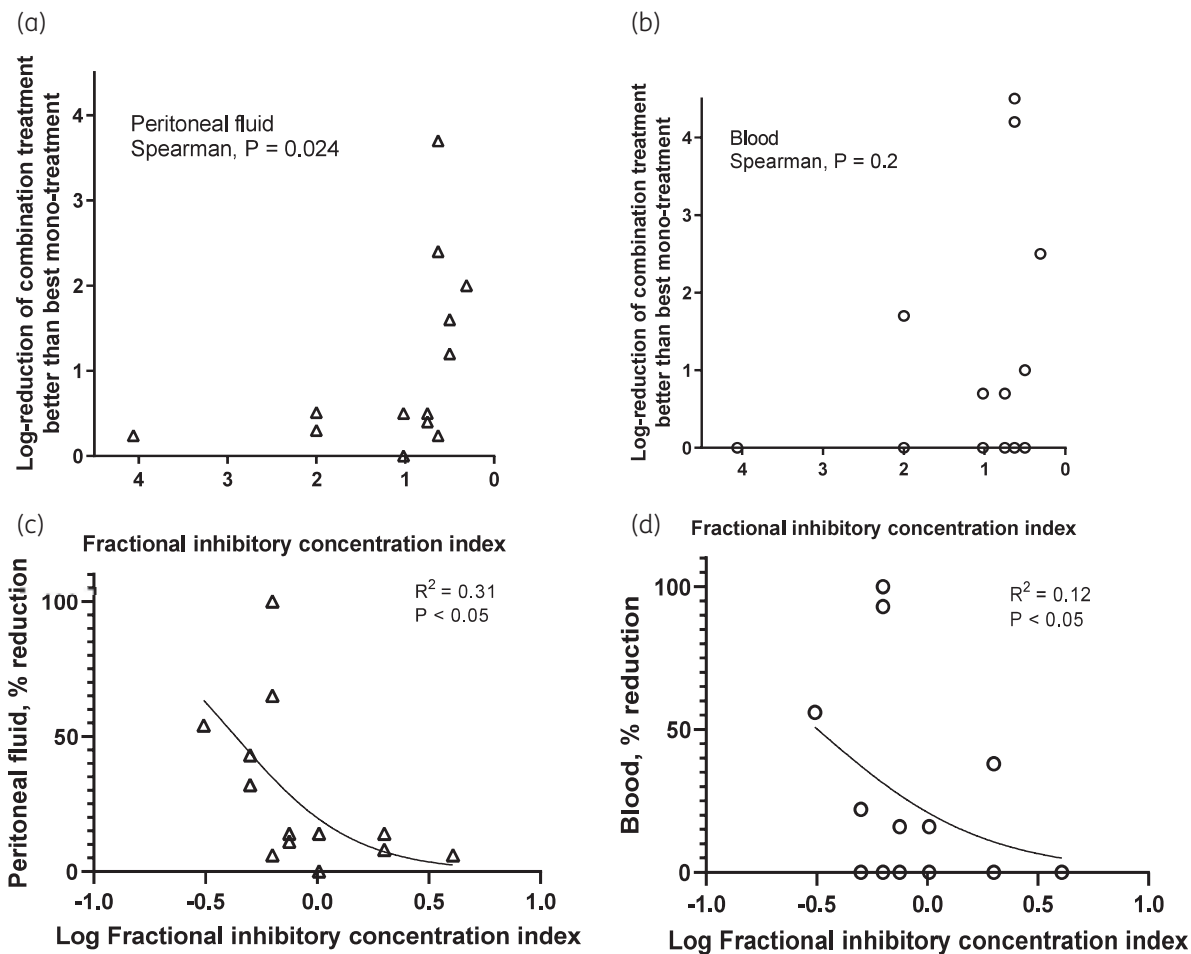 (a)
Log-reduction of combination treatment
better than best mono-treatment
4
3
2
1
0
Peritoneal fluid
Spearman, P = 0.024
4 3 2 1 0
Fractional inhibitory concentration index
(b)
Log-reduction of combination treatment
better than best mono-treatment
4
3
2
1
0
Blood
Spearman, P = 0.2
4 3 2 1 0
Fractional inhibitory concentration index
(c)
Peritoneal fluid, % reduction
100
50
0
R² = 0.31
P < 0.05
-1.0 -0.5 0.0 0.5 1.0
Log Fractional inhibitory concentration index
(d)
Blood, % reduction
100
50
0
R² = 0.12
P < 0.05
-1.0 -0.5 0.0 0.5 1.0
Log Fractional inhibitory concentration index